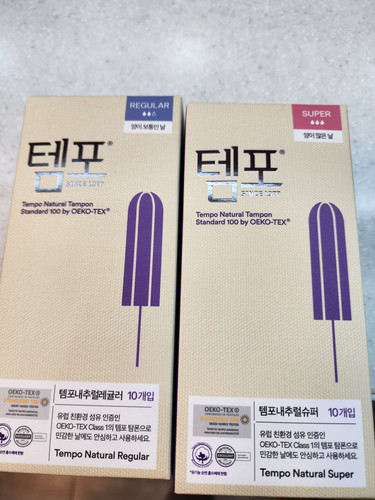 REGULAR
양이 보통인 날
템포®
SINCE 1977
Tempo Natural Tampon
Standard 100 by OEKO-TEX®
OEKO-TEX®
템포내추럴레귤러 10개입
유럽 친환경 섬유 인증인
OEKO-TEX Class 1의 템포 탐폰으로
민감한 날에도 안심하고 사용하세요.
Tempo Natural Regular
SUPER
양이 많은 날
템포®
SINCE 1977
Tempo Natural Tampon
Standard 100 by OEKO-TEX®
OEKO-TEX®
템포내추럴슈퍼 10개입
유럽 친환경 섬유 인증인
OEKO-TEX Class 1의 템포 탐폰으로
민감한 날에도 안심하고 사용하세요.
Tempo Natural Super